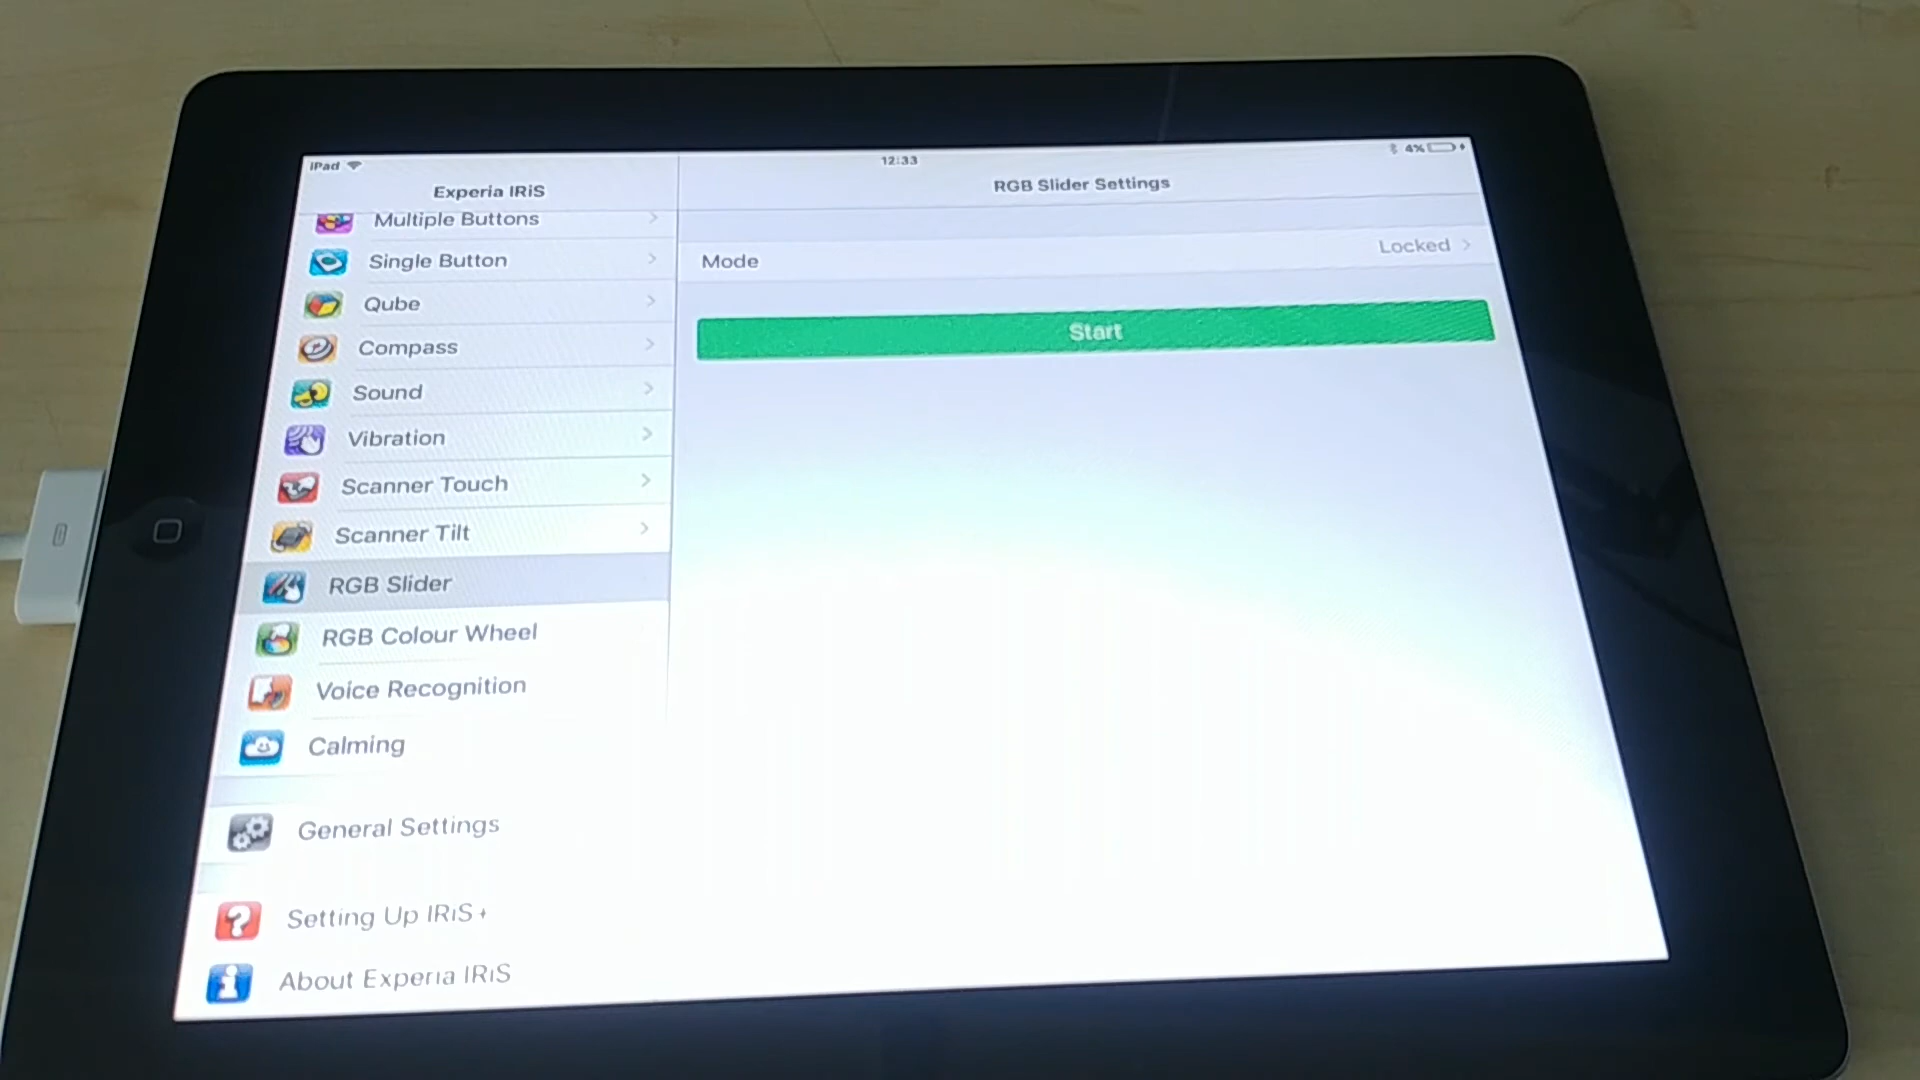 iPad
12:33
4%
Experia IRiS
RGB Slider Settings
Multiple Buttons
Single Button
Qube
Compass
Sound
Vibration
Scanner Touch
Scanner Tilt
RGB Slider
RGB Colour Wheel
Voice Recognition
Calming
General Settings
Setting Up IRiS+
About Experia IRiS
Mode
Locked
Start